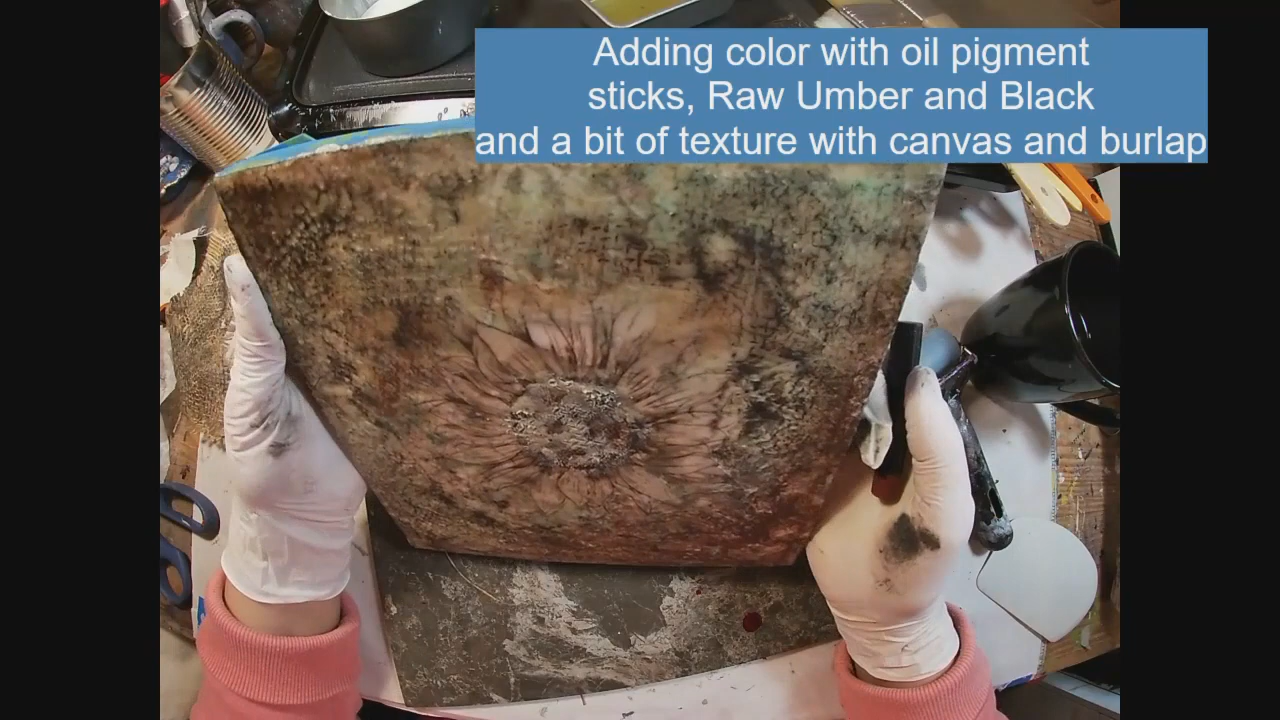 Adding color with oil pigment
sticks, Raw Umber and Black
and a bit of texture with canvas and burlap